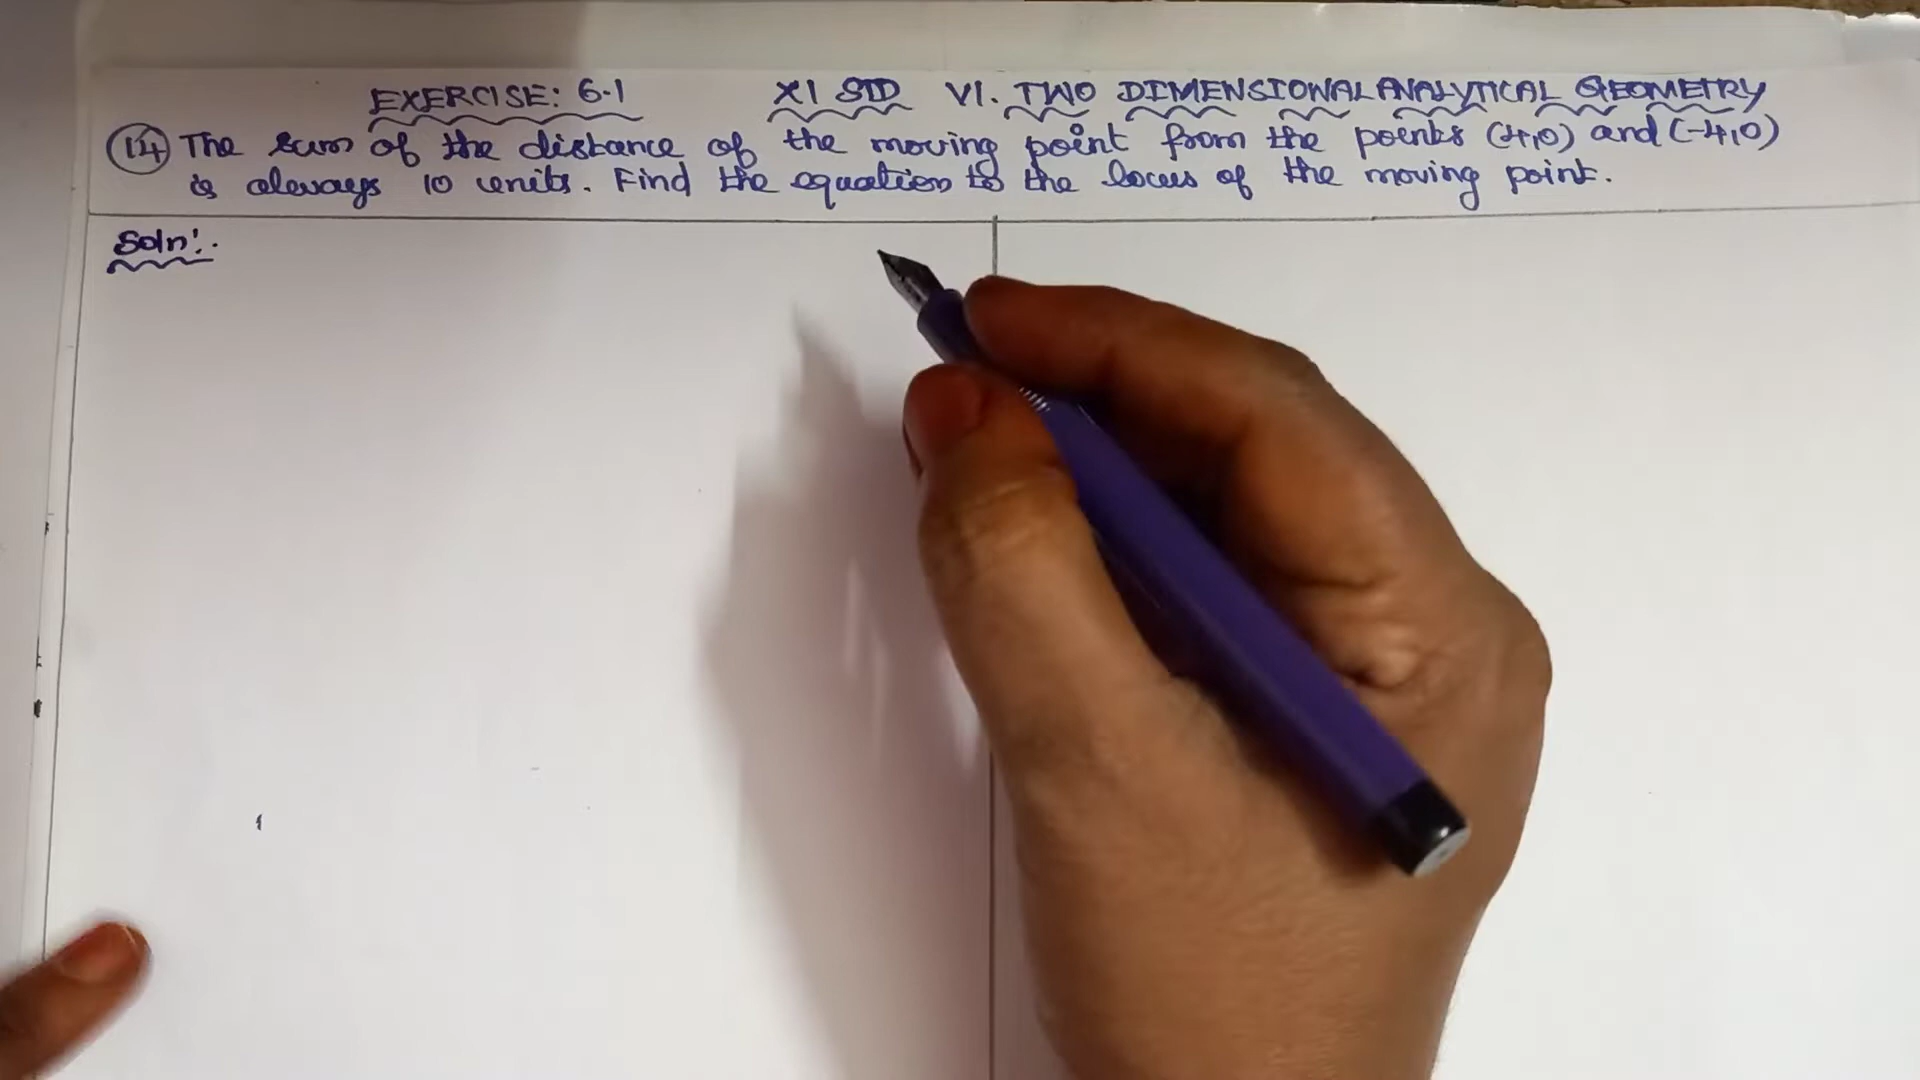 EXERCISE: 6.1 XI STD VI. TWO DIMENSIONAL ANALYTICAL GEOMETRY
14 The sum of the distance of the moving point from the points (4,0) and (-4,0)
is always 10 units. Find the equation to the locus of the moving point.
Soln:.